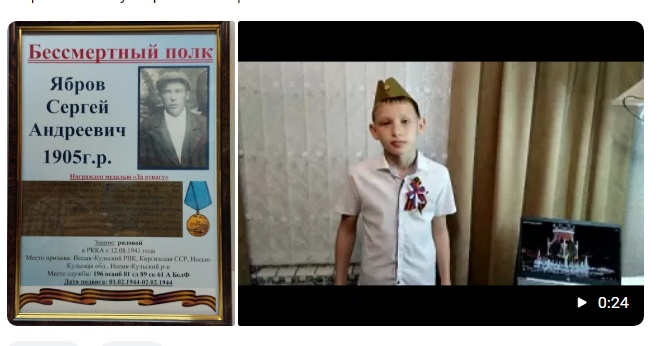 Бессмертный полк
Ябров
Сергей
Андреевич
1905г.р.
Награжден медалью «За отвагу»
Звание: рядовой
в РККА с 12.08.1941 года
Место призыва: Иссык-Кульский РВК, Киргизская ССР, Иссык-
Кульская обл., Иссык-Кульский р-н
Место службы: 196 осапб 81 сд 89 ск 61 А БелФ
Дата подвига: 01.02.1944-02.02.1944
0:24